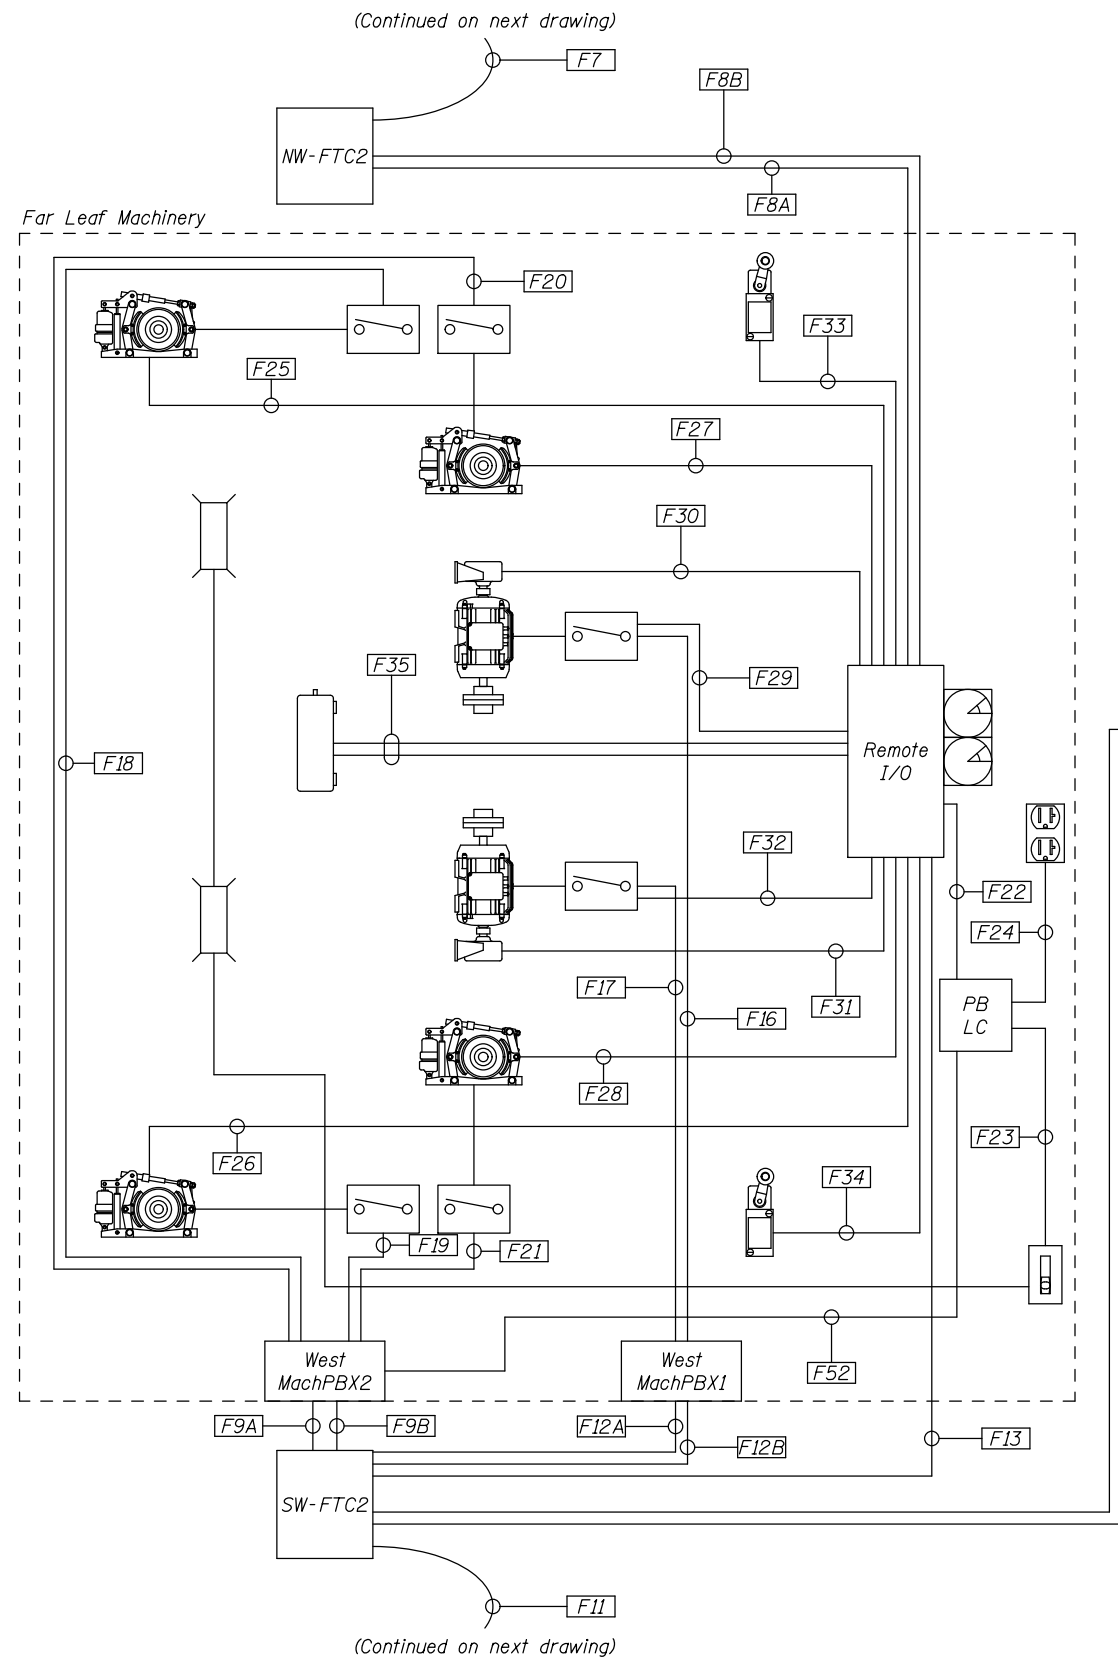 (Continued on next drawing)
F7
F8B
NW-FTC2
F8A
Far Leaf Machinery
F20
F33
F25
F27
F30
F35
F29
F18
Remote
I/O
F32
F22
F24
F17
F31
F16
PB
LC
F28
F23
F26
F34
F19
F21
West
MachPBX2
West
MachPBX1
F52
F9A
F9B
F12A
F12B
F13
SW-FTC2
F11
(Continued on next drawing)